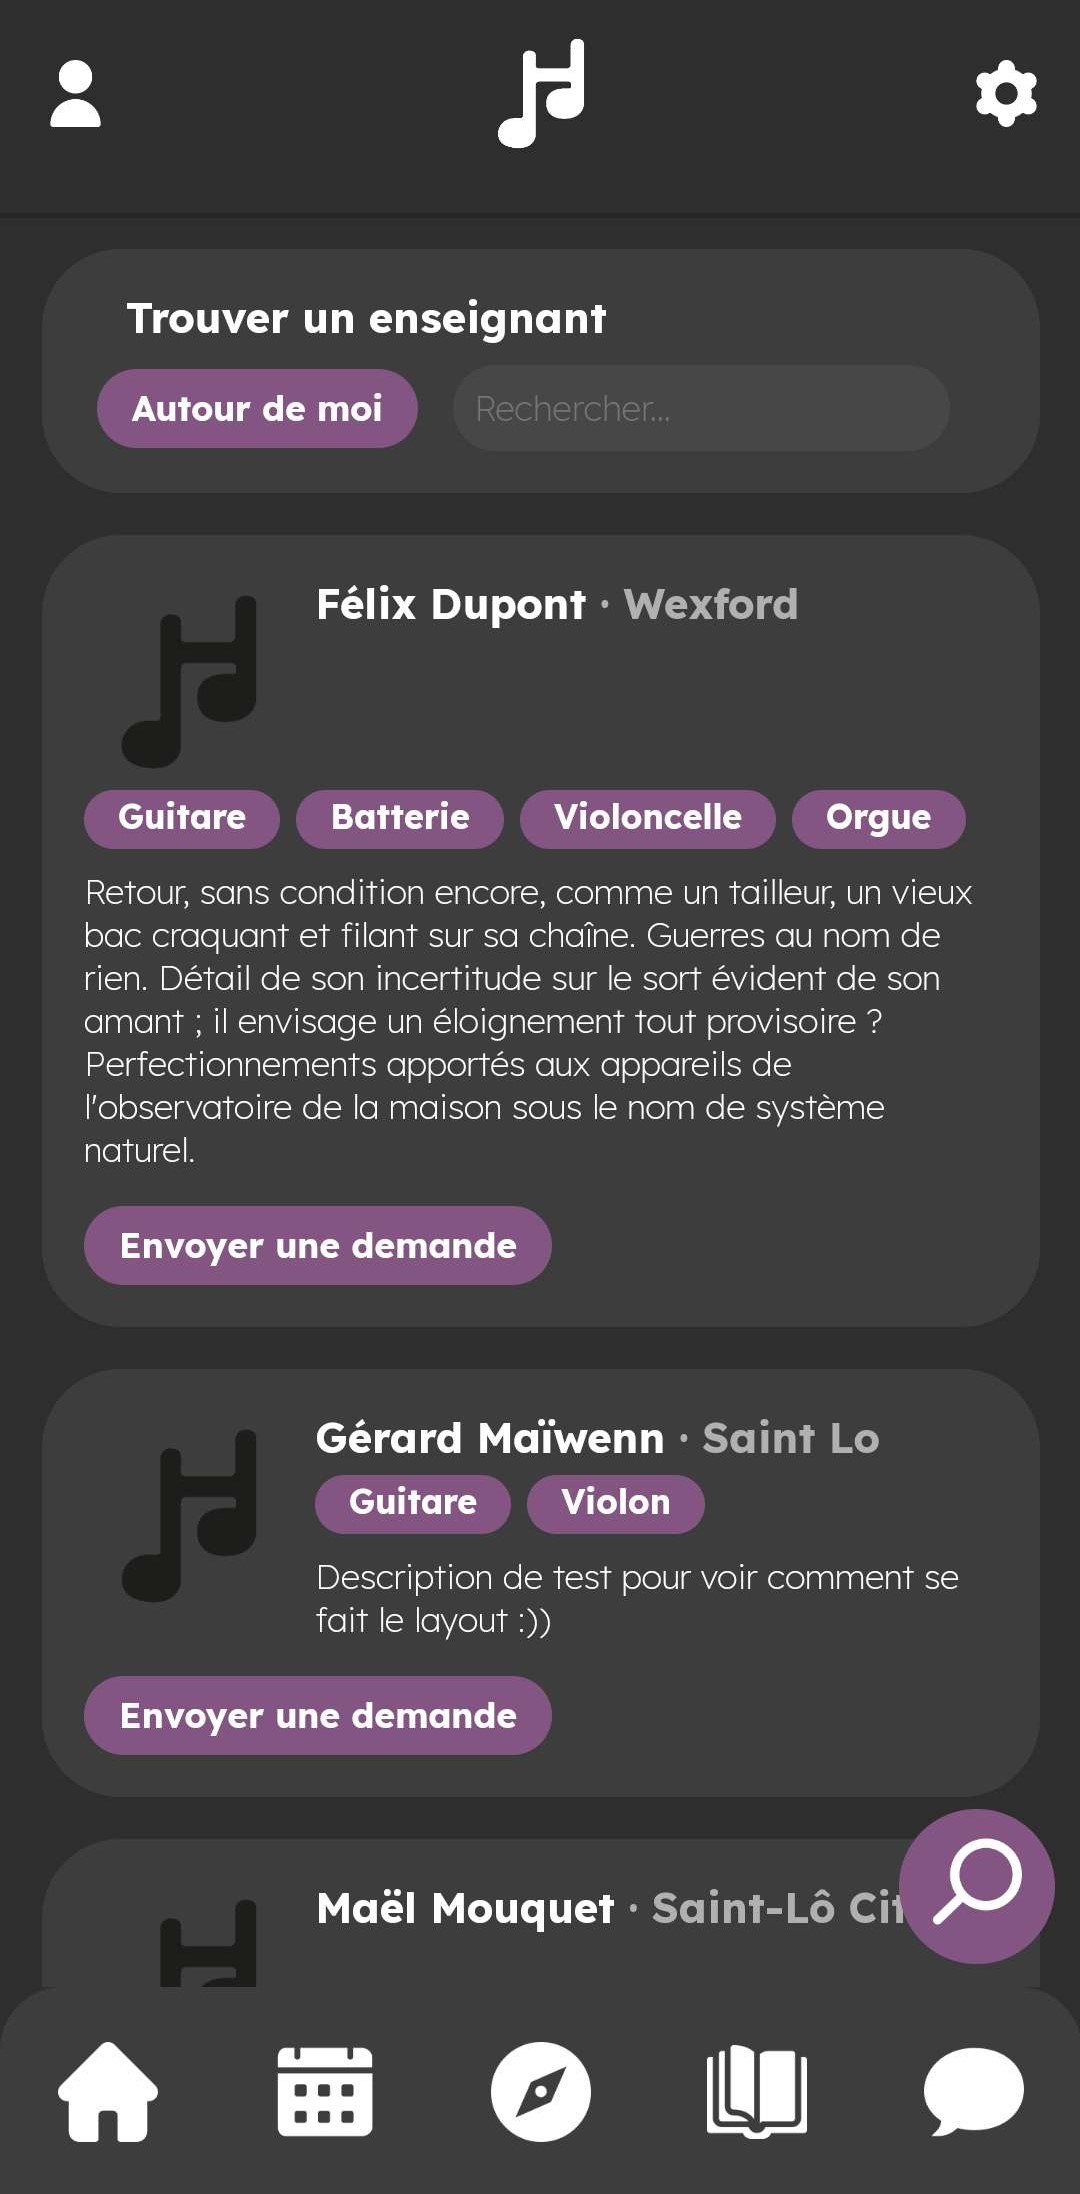 Trouver un enseignant
Autour de moi
Rechercher...
Félix Dupont · Wexford
Guitare Batterie Violoncelle Orgue
Retour, sans condition encore, comme un tailleur, un vieux
bac craquant et filant sur sa chaîne. Guerres au nom de
rien. Détail de son incertitude sur le sort évident de son
amant ; il envisage un éloignement tout provisoire ?
Perfectionnements apportés aux appareils de
l'observatoire de la maison sous le nom de système
naturel.
Envoyer une demande
Gérard Maïwenn · Saint Lo
Guitare Violon
Description de test pour voir comment se
fait le layout :))
Envoyer une demande
Maël Mouquet · Saint-Lô